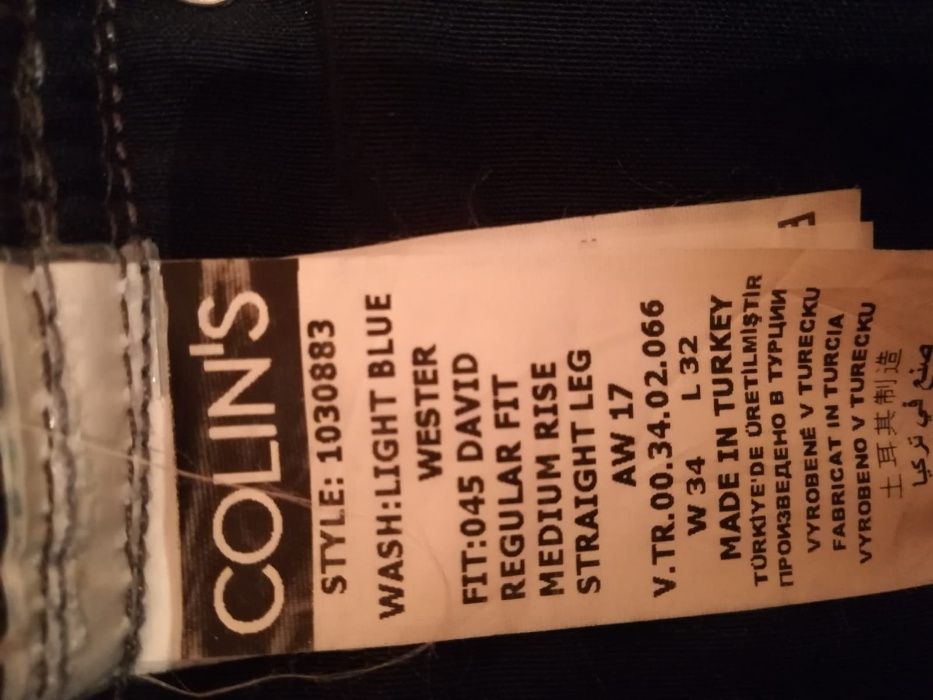 COLIN'S
STYLE: 1030883
WASH:LIGHT BLUE
WESTER
FIT:045 DAVID
REGULAR FIT
MEDIUM RISE
STRAIGHT LEG
AW 17
V.TR.00.34.02.066
W 34 L 32
MADE IN TURKEY
TÜRKİYE'DE ÜRETİLMİŞTİR
ПРОИЗВЕДЕНО В ТУРЦИИ
VYROBENÉ V TURECKU
FABRICAT IN TURCIA
VYROBENO V TURECKU
土耳其制造
صنع في تركيا